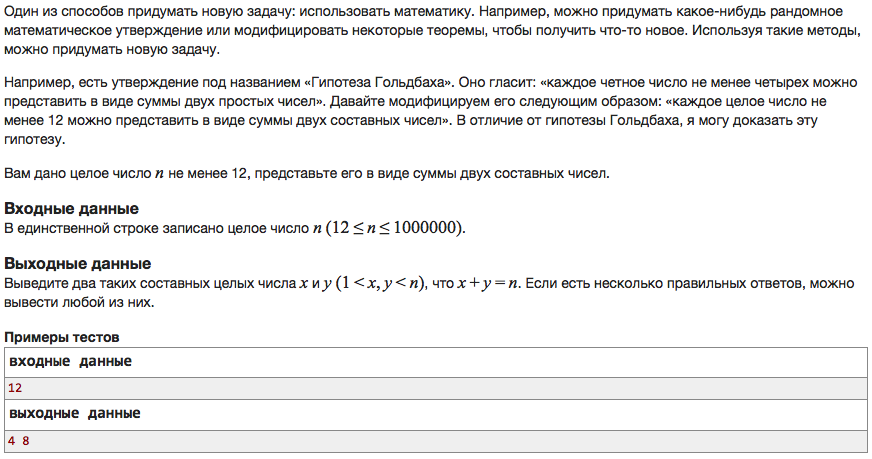 Один из способов придумать новую задачу: использовать математику. Например, можно придумать какое-нибудь рандомное
математическое утверждение или модифицировать некоторые теоремы, чтобы получить что-то новое. Используя такие методы,
можно придумать новую задачу.
Например, есть утверждение под названием «Гипотеза Гольдбаха». Оно гласит: «каждое четное число не менее четырех можно
представить в виде суммы двух простых чисел». Давайте модифицируем его следующим образом: «каждое целое число не
менее 12 можно представить в виде суммы двух составных чисел». В отличие от гипотезы Гольдбаха, я могу доказать эту
гипотезу.
Вам дано целое число n не менее 12, представьте его в виде суммы двух составных чисел.
Входные данные
В единственной строке записано целое число n (12 ≤ n ≤ 1000000).
Выходные данные
Выведите два таких составных целых числа x и y (1 < x, y < n), что x + y = n. Если есть несколько правильных ответов, можно
вывести любой из них.
Примеры тестов
входные данные
12
выходные данные
4 8